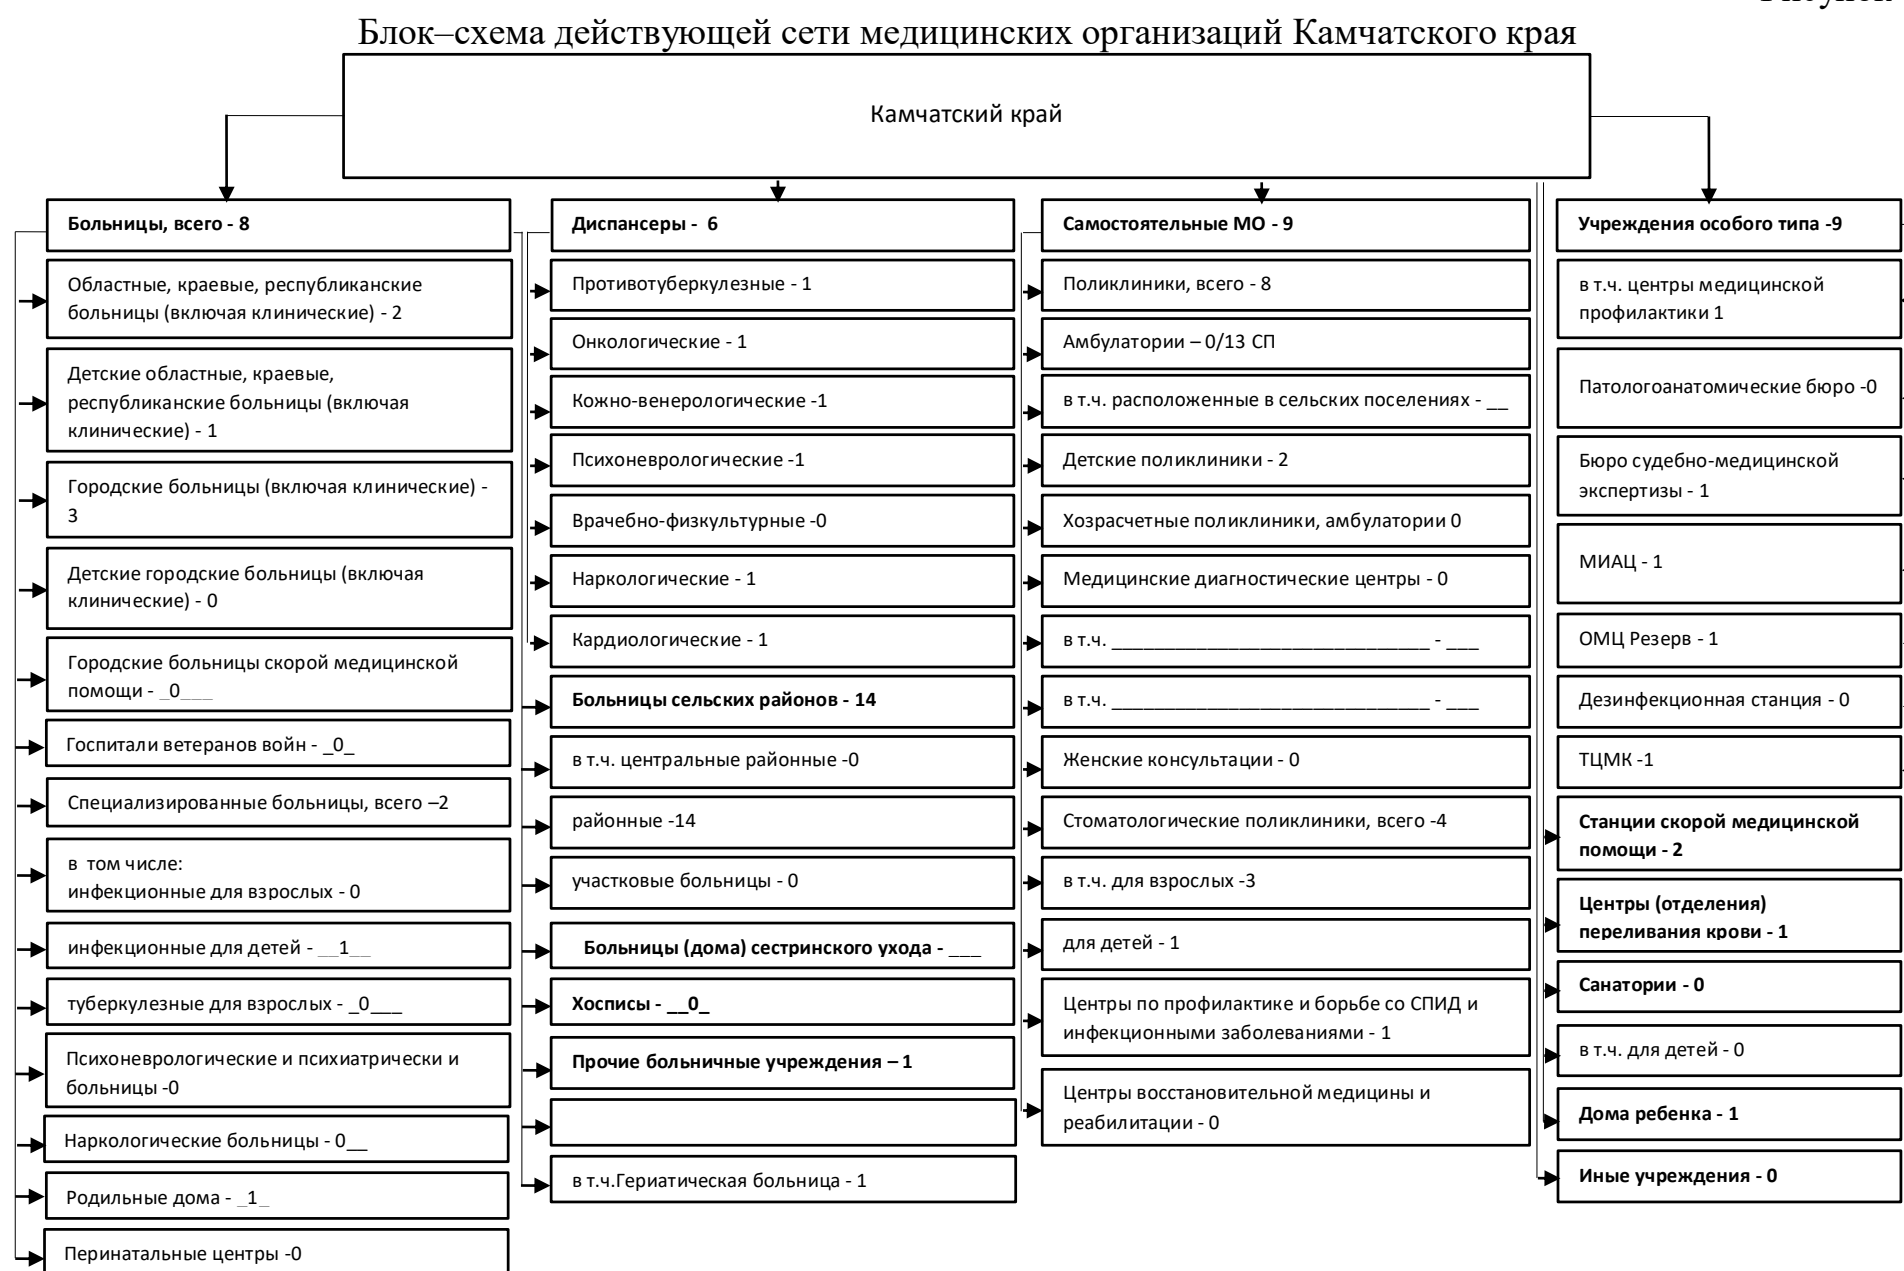 Блок–схема действующей сети медицинских организаций Камчатского края
Камчатский край
Больницы, всего - 8
Областные, краевые, республиканские
больницы (включая клинические) - 2
Детские областные, краевые,
республиканские больницы (включая
клинические) - 1
Городские больницы (включая клинические) -
3
Детские городские больницы (включая
клинические) - 0
Городские больницы скорой медицинской
помощи - _0___
Госпитали ветеранов войн - _0_
Специализированные больницы, всего –2
в  том числе:
инфекционные для взрослых - 0
инфекционные для детей - __1__
туберкулезные для взрослых - _0___
Психоневрологические и психиатрически и
больницы -0
Наркологические больницы - 0__
Родильные дома - _1_
Перинатальные центры -0
Диспансеры -  6
Противотуберкулезные - 1
Онкологические - 1
Кожно-венерологические -1
Психоневрологические -1
Врачебно-физкультурные -0
Наркологические - 1
Кардиологические - 1
Больницы сельских районов - 14
в т.ч. центральные районные -0
районные -14
участковые больницы - 0
Больницы (дома) сестринского ухода - ___
Хосписы - __0_
Прочие больничные учреждения – 1
в т.ч.Гериатическая больница - 1
Самостоятельные МО - 9
Поликлиники, всего - 8
Амбулатории – 0/13 СП
в т.ч. расположенные в сельских поселениях - __
Детские поликлиники - 2
Хозрасчетные поликлиники, амбулатории 0
Медицинские диагностические центры - 0
в т.ч. ______________________________ - ___
в т.ч. ______________________________ - ___
Женские консультации - 0
Стоматологические поликлиники, всего -4
в т.ч. для взрослых -3
для детей - 1
Центры по профилактике и борьбе со СПИД и
инфекционными заболеваниями - 1
Центры восстановительной медицины и
реабилитации - 0
Учреждения особого типа -9
в т.ч. центры медицинской
профилактики 1
Патологоанатомические бюро -0
Бюро судебно-медицинской
экспертизы - 1
МИАЦ - 1
ОМЦ Резерв - 1
Дезинфекционная станция - 0
ТЦМК -1
Станции скорой медицинской
помощи - 2
Центры (отделения)
переливания крови - 1
Санатории - 0
в т.ч. для детей - 0
Дома ребенка - 1
Иные учреждения - 0